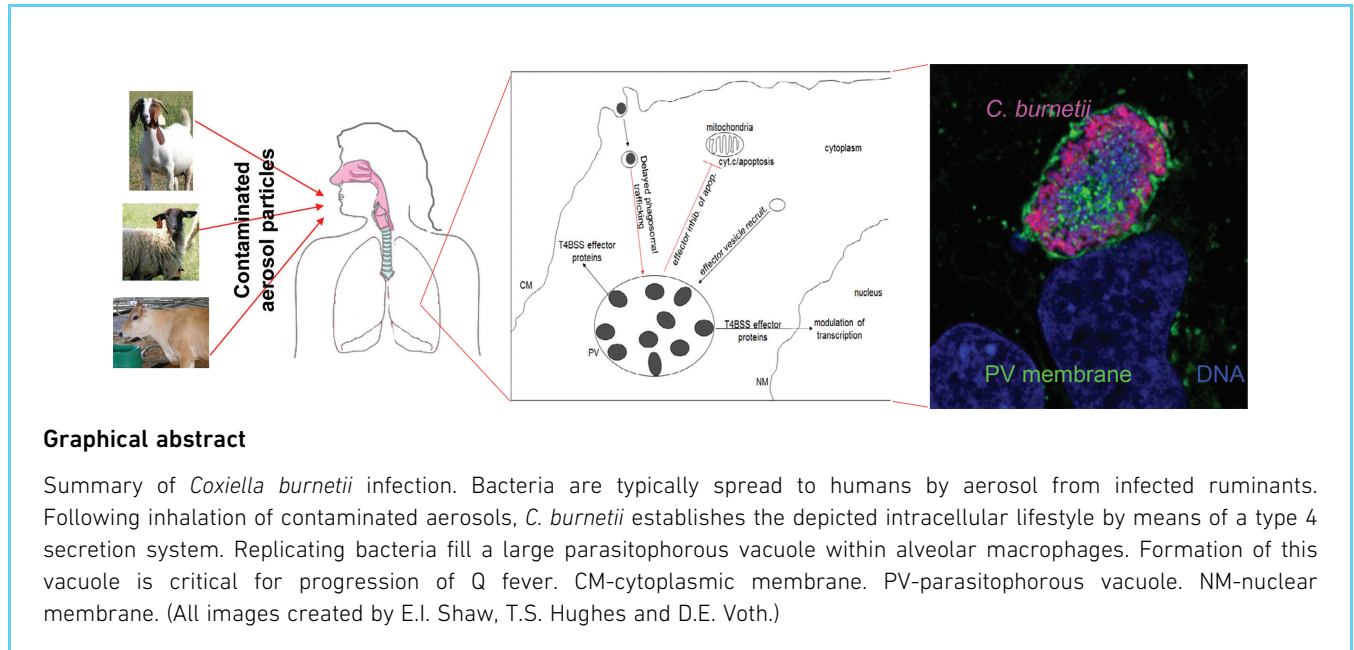 Contaminated
aerosol particles
CM
Delayed phagosomal
trafficking
mitochondria
cyt.c/apoptosis
cytoplasm
effector inhib. of apop.
effector vesicle recruit.
T4BSS effector
proteins
PV
nucleus
T4BSS effector
proteins
modulation of
transcription
NM
C. burnetii
PV membrane
DNA
Graphical abstract
Summary of Coxiella burnetii infection. Bacteria are typically spread to humans by aerosol from infected ruminants.
Following inhalation of contaminated aerosols, C. burnetii establishes the depicted intracellular lifestyle by means of a type 4
secretion system. Replicating bacteria fill a large parasitophorous vacuole within alveolar macrophages. Formation of this
vacuole is critical for progression of Q fever. CM-cytoplasmic membrane. PV-parasitophorous vacuole. NM-nuclear
membrane. (All images created by E.I. Shaw, T.S. Hughes and D.E. Voth.)